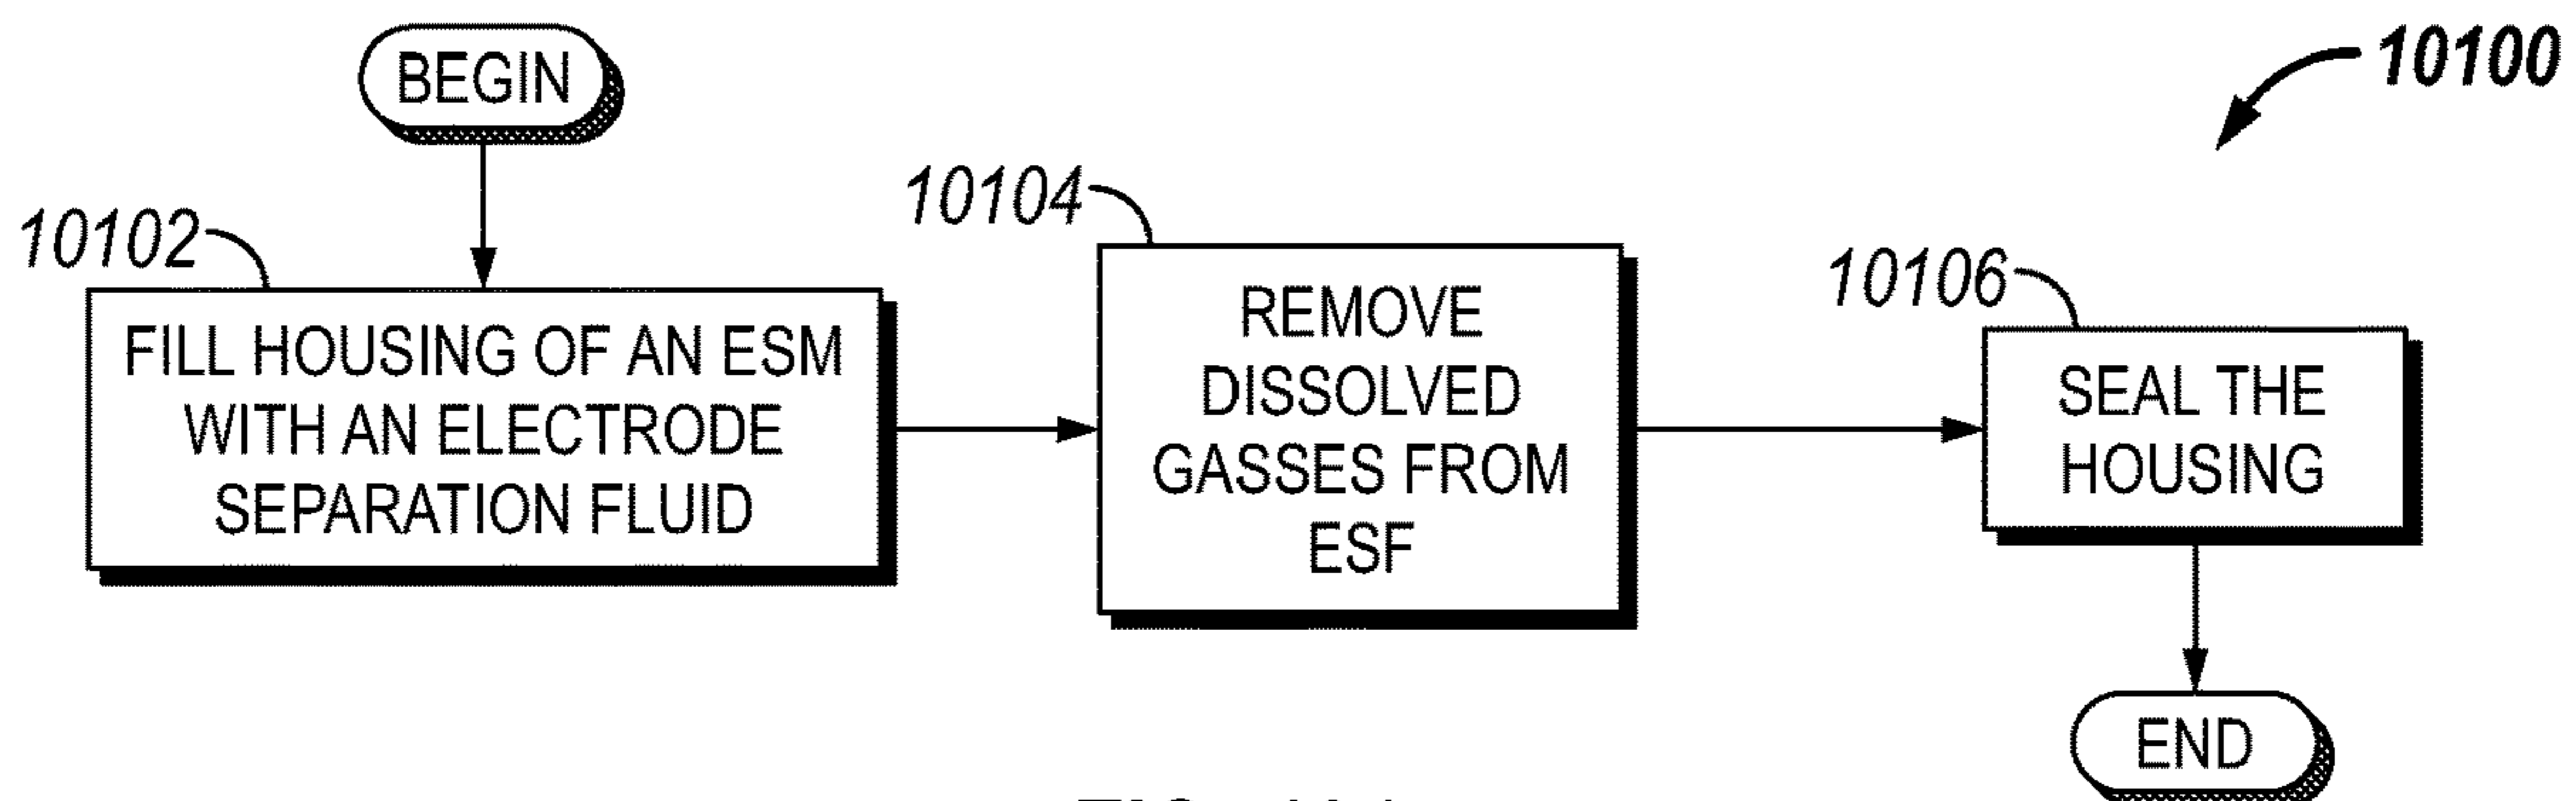 BEGIN
10100
10102
FILL HOUSING OF AN ESM
WITH AN ELECTRODE
SEPARATION FLUID
10104
REMOVE
DISSOLVED
GASSES FROM
ESF
10106
SEAL THE
HOUSING
END